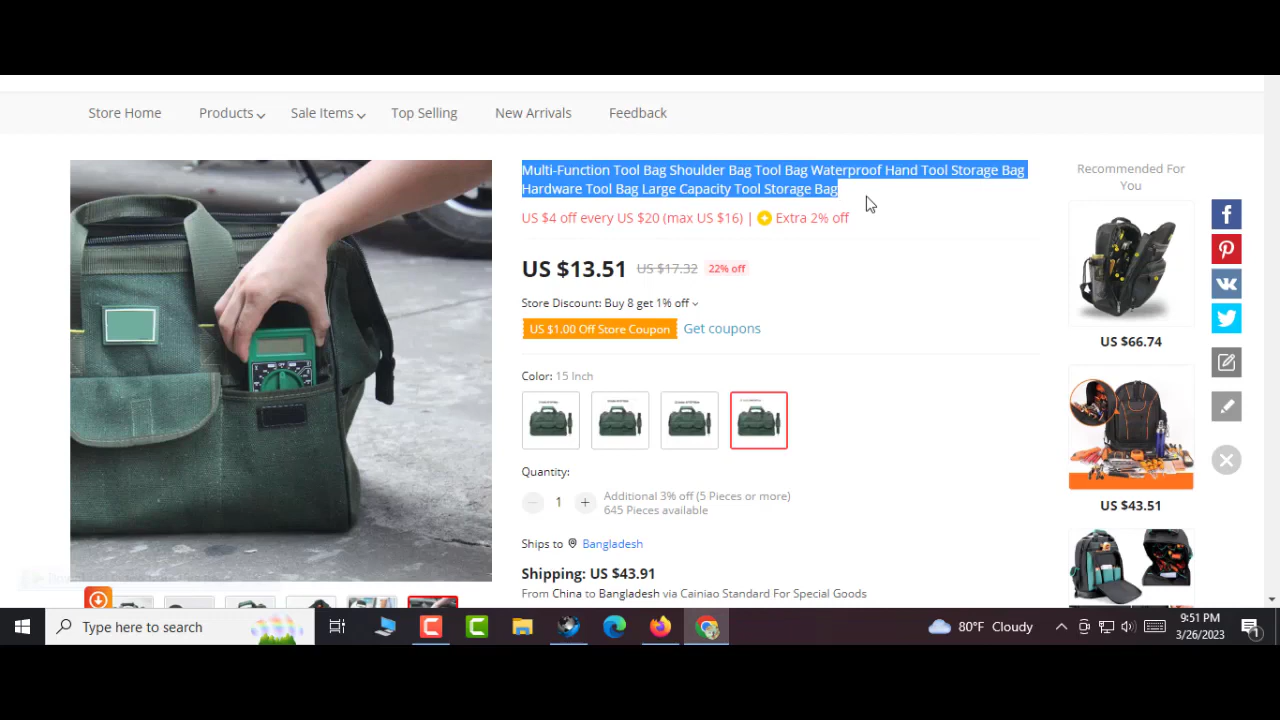 Store Home Products Sale Items Top Selling New Arrivals Feedback
Multi-Function Tool Bag Shoulder Bag Tool Bag Waterproof Hand Tool Storage Bag
Hardware Tool Bag Large Capacity Tool Storage Bag
US $4 off every US $20 (max US $16) | Extra 2% off
US $13.51 US $17.32 22% off
Store Discount: Buy 8 get 1% off
US $1.00 Off Store Coupon Get coupons
Color: 15 Inch
Quantity:
1
Additional 3% off (5 Pieces or more)
645 Pieces available
Ships to Bangladesh
Shipping: US $43.91
From China to Bangladesh via Cainiao Standard For Special Goods
Recommended For
You
US $66.74
US $43.51
Type here to search
80°F Cloudy
9:51 PM
3/26/2023
1